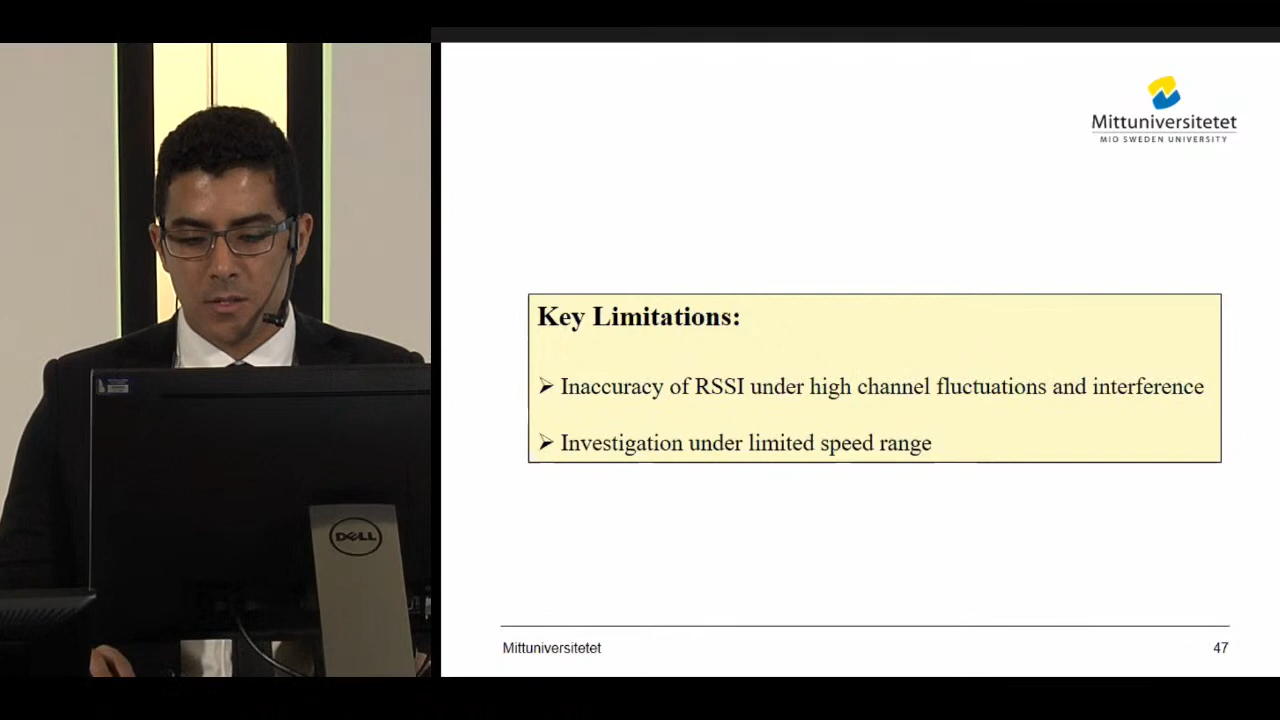 Mittuniversitetet
MID SWEDEN UNIVERSITY
Key Limitations:
➢ Inaccuracy of RSSI under high channel fluctuations and interference
➢ Investigation under limited speed range
DELL
Mittuniversitetet
47